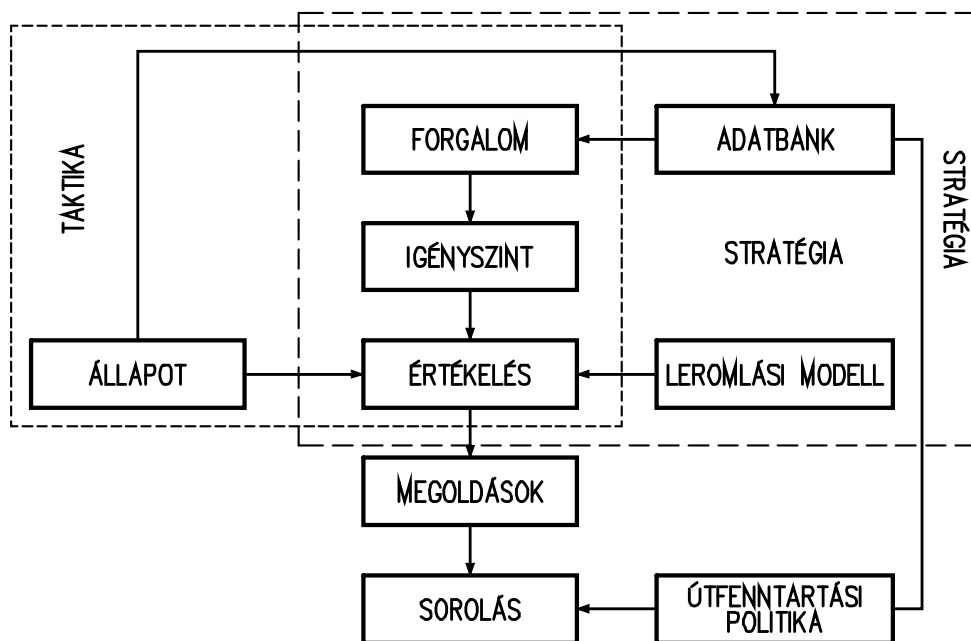 TAKTIKA
FORGALOM
ADATBANK
STRATÉGIA
IGÉNYSZINT
STRATÉGIA
ÁLLAPOT
ÉRTÉKELÉS
LEROMLÁSI MODELL
MEGOLDÁSOK
SOROLÁS
ÚTFENNTARTÁSI
POLITIKA